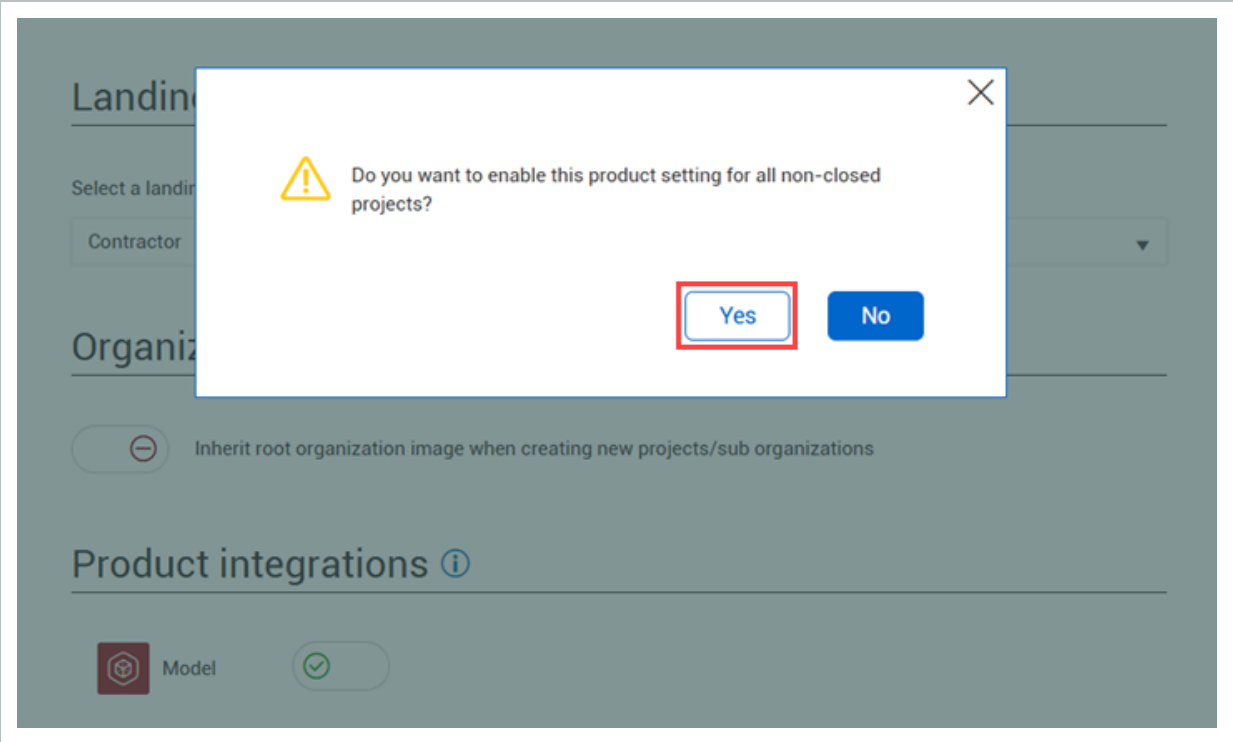 Landin
Do you want to enable this product setting for all non-closed
projects?
Select a landir
Contractor
Yes
No
Organiz
Inherit root organization image when creating new projects/sub organizations
Product integrations
Model